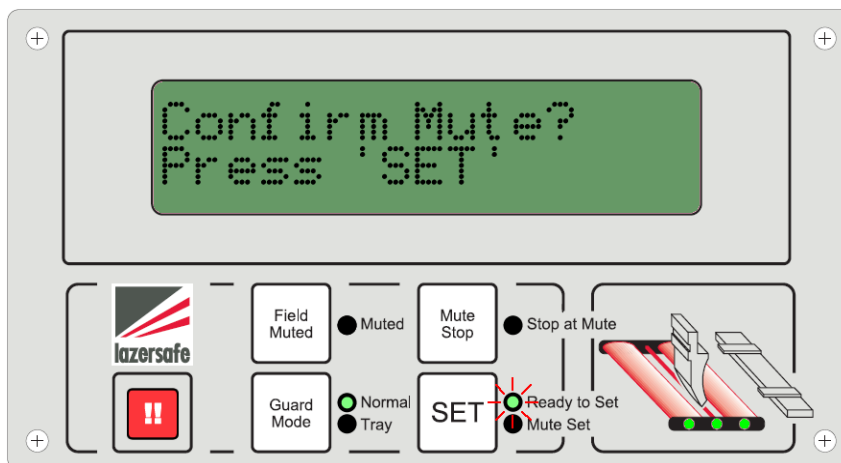 Confirm Mute?
Press 'SET'
lazersafe
Field
Muted
Muted
Mute
Stop
Stop at Mute
!!
Guard
Mode
Normal
Tray
SET
Ready to Set
Mute Set